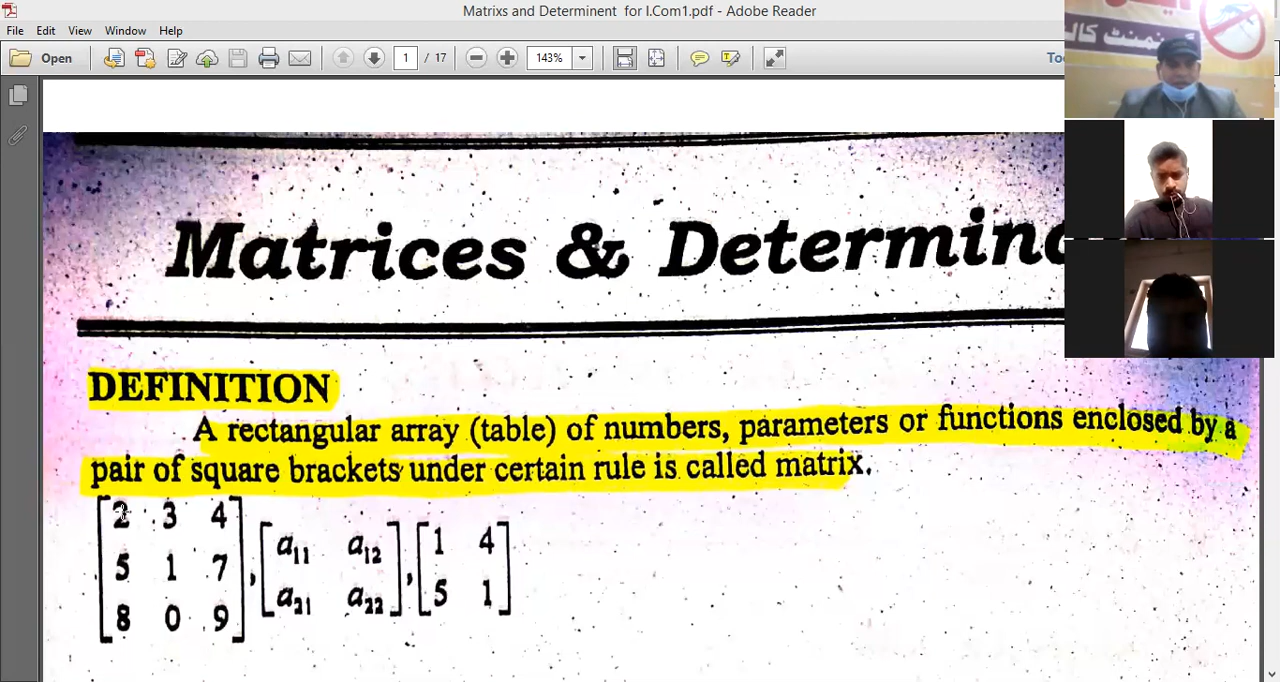 Matrixs and Determinent for I.Com1.pdf - Adobe Reader
File Edit View Window Help
Open 1 / 17 143%
Matrices &
DEFINITION
A rectangular array (table) of numbers, parameters or functions enclosed by a
pair of square brackets under certain rule is called matrix.
2 3 4
5 1 7
8 0 9
,
a11 a12
a21 a22
,
1 4
5 1